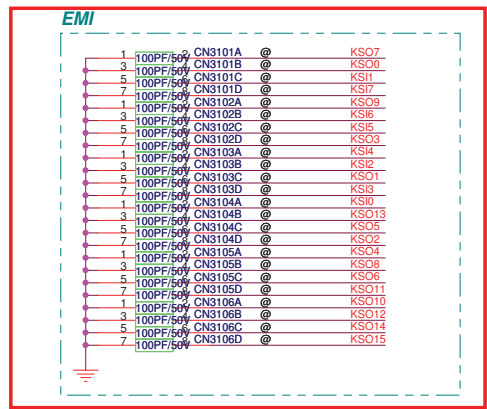 EMI
1 100PF/50V 2 CN3101A @ KSO7
3 100PF/50V 4 CN3101B @ KSO0
5 100PF/50V 6 CN3101C @ KSI1
7 100PF/50V 8 CN3101D @ KSI7
1 100PF/50V 2 CN3102A @ KSO9
3 100PF/50V 4 CN3102B @ KSI6
5 100PF/50V 6 CN3102C @ KSI5
7 100PF/50V 8 CN3102D @ KSO3
1 100PF/50V 2 CN3103A @ KSI4
3 100PF/50V 4 CN3103B @ KSI2
5 100PF/50V 6 CN3103C @ KSO1
7 100PF/50V 8 CN3103D @ KSI3
1 100PF/50V 2 CN3104A @ KSI0
3 100PF/50V 4 CN3104B @ KSO13
5 100PF/50V 6 CN3104C @ KSO5
7 100PF/50V 8 CN3104D @ KSO2
1 100PF/50V 2 CN3105A @ KSO4
3 100PF/50V 4 CN3105B @ KSO8
5 100PF/50V 6 CN3105C @ KSO6
7 100PF/50V 8 CN3105D @ KSO11
1 100PF/50V 2 CN3106A @ KSO10
3 100PF/50V 4 CN3106B @ KSO12
5 100PF/50V 6 CN3106C @ KSO14
7 100PF/50V 8 CN3106D @ KSO15